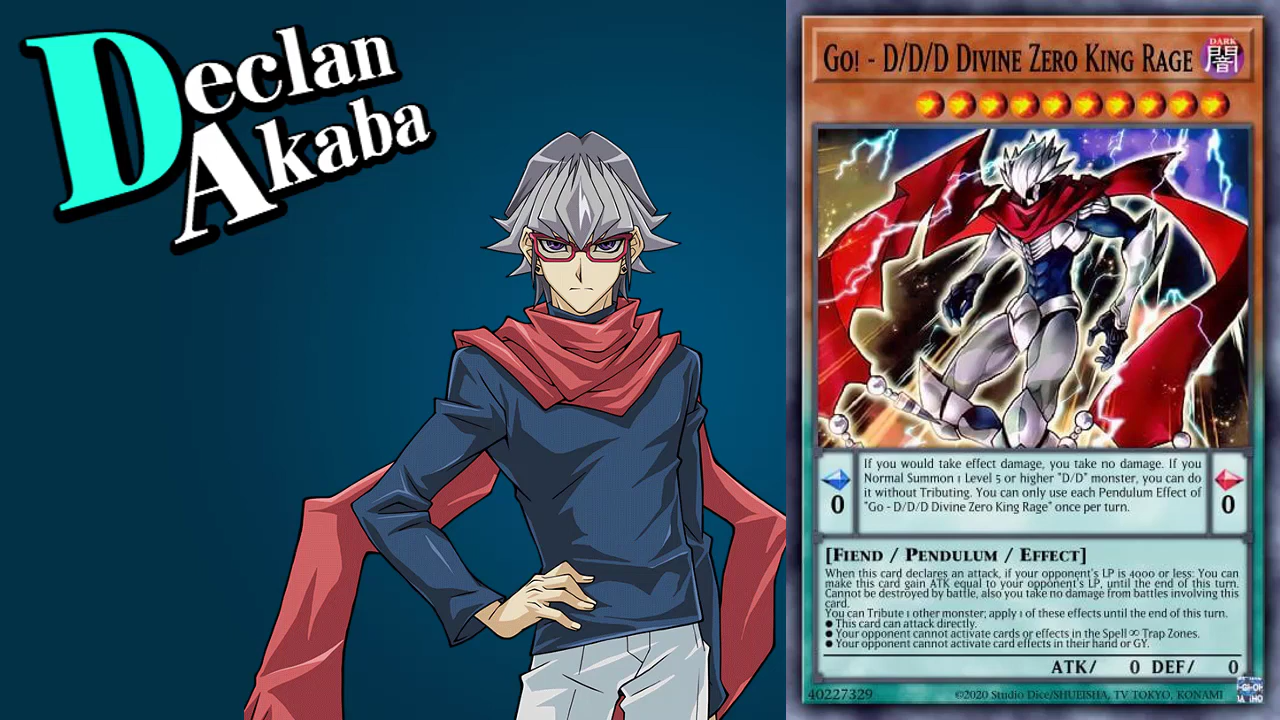 Declan
Akaba
Go! - D/D/D Divine Zero King Rage
DARK
闇
If you would take effect damage, you take no damage. If you
Normal Summon 1 Level 5 or higher "D/D" monster, you can do
it without Tributing. You can only use each Pendulum Effect of
"Go - D/D/D Divine Zero King Rage" once per turn.
0
0
[Fiend / Pendulum / Effect]
When this card declares an attack, if your opponent's LP is 4000 or less: You can
make this card gain ATK equal to your opponent's LP, until the end of this turn.
Cannot be destroyed by battle, also you take no damage from battles involving this
card.
You can Tribute 1 other monster; apply 1 of these effects until the end of this turn.
● This card can attack directly.
● Your opponent cannot activate cards or effects in the Spell ∞ Trap Zones.
● Your opponent cannot activate card effects in their hand or GY.
ATK/ 0 DEF/ 0
40227329
©2020 Studio Dice/SHUEISHA, TV TOKYO, KONAMI